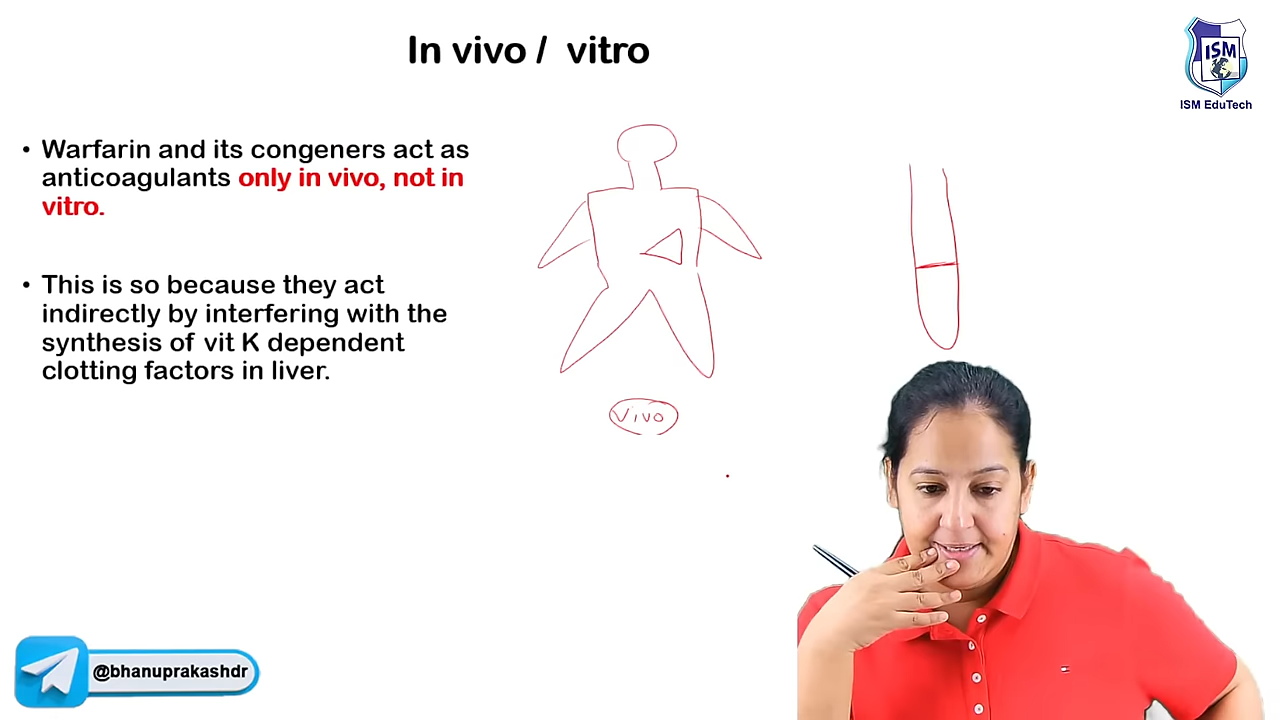 In vivo / vitro
ISM
ISM EduTech
• Warfarin and its congeners act as
anticoagulants only in vivo, not in
vitro.
• This is so because they act
indirectly by interfering with the
synthesis of vit K dependent
clotting factors in liver.
Vivo
@bhanuprakashdr